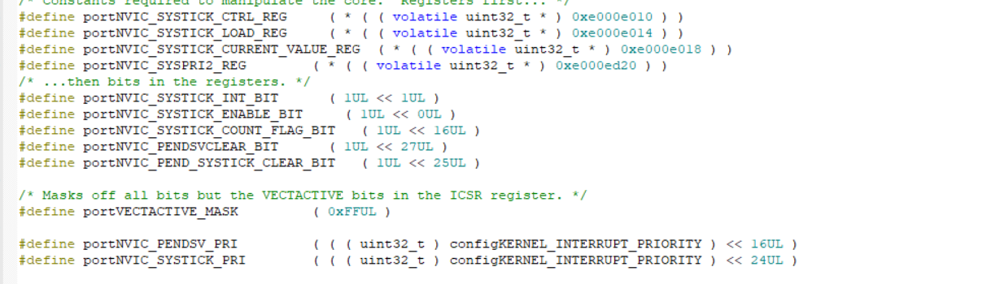 /* Constants required to manipulate the core.  Registers first... */
#define portNVIC_SYSTICK_CTRL_REG     ( * ( ( volatile uint32_t * ) 0xe000e010 ) )
#define portNVIC_SYSTICK_LOAD_REG     ( * ( ( volatile uint32_t * ) 0xe000e014 ) )
#define portNVIC_SYSTICK_CURRENT_VALUE_REG  ( * ( ( volatile uint32_t * ) 0xe000e018 ) )
#define portNVIC_SYSPRI2_REG        ( * ( ( volatile uint32_t * ) 0xe000ed20 ) )
/* ...then bits in the registers. */
#define portNVIC_SYSTICK_INT_BIT      ( 1UL << 1UL )
#define portNVIC_SYSTICK_ENABLE_BIT     ( 1UL << 0UL )
#define portNVIC_SYSTICK_COUNT_FLAG_BIT   ( 1UL << 16UL )
#define portNVIC_PENDSVCLEAR_BIT      ( 1UL << 27UL )
#define portNVIC_PEND_SYSTICK_CLEAR_BIT   ( 1UL << 25UL )
/* Masks off all bits but the VECTACTIVE bits in the ICSR register. */
#define portVECTACTIVE_MASK         ( 0xFFUL )
#define portNVIC_PENDSV_PRI         ( ( ( uint32_t ) configKERNEL_INTERRUPT_PRIORITY ) << 16UL )
#define portNVIC_SYSTICK_PRI        ( ( ( uint32_t ) configKERNEL_INTERRUPT_PRIORITY ) << 24UL )